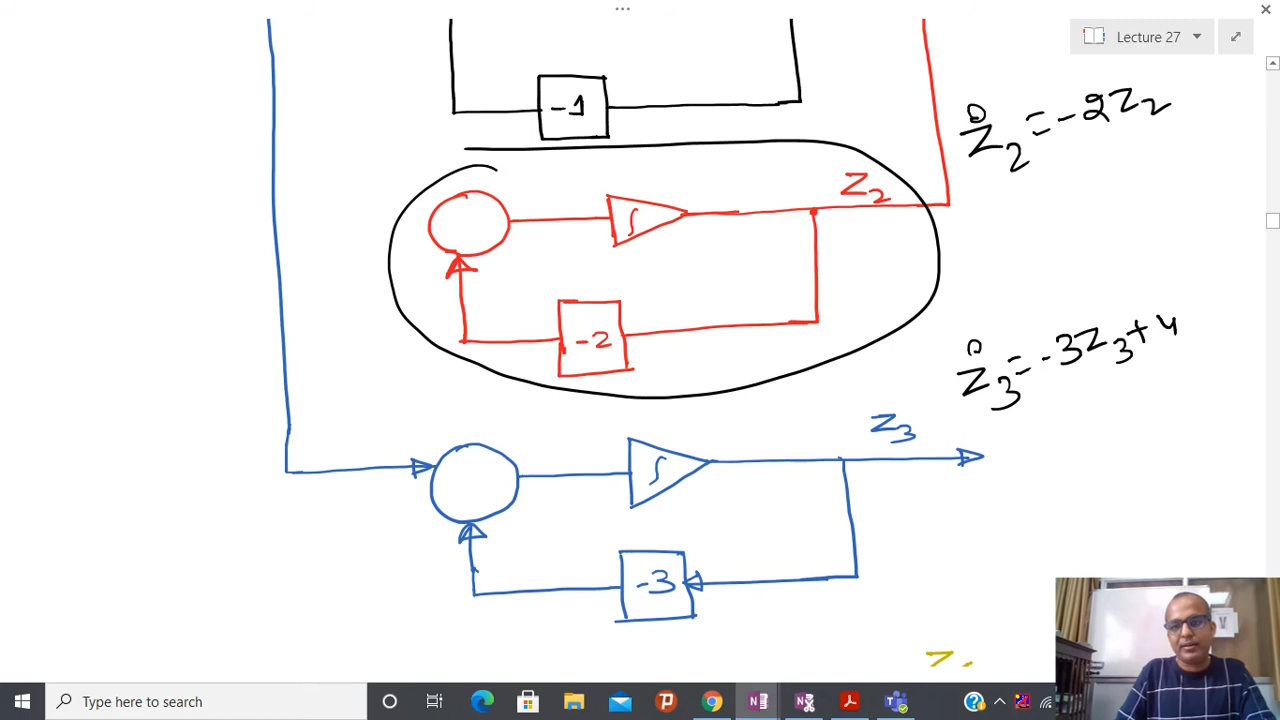 ...
Lecture 27
-1
ż₂ = -2z₂
z₂
∫
-2
ż₃ = -3z₃+4
z₃
∫
-3
Type here to search